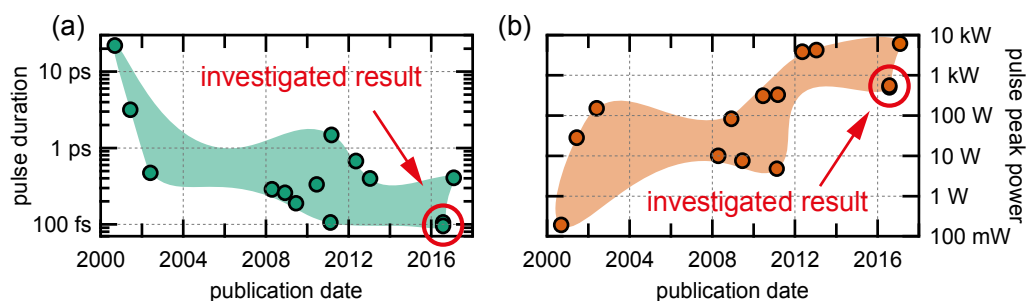 (a)
pulse duration
10 ps
1 ps
100 fs
investigated result
2000 2004 2008 2012 2016
publication date
(b)
10 kW
1 kW
100 W
10 W
1 W
100 mW
pulse peak power
investigated result
2000 2004 2008 2012 2016
publication date